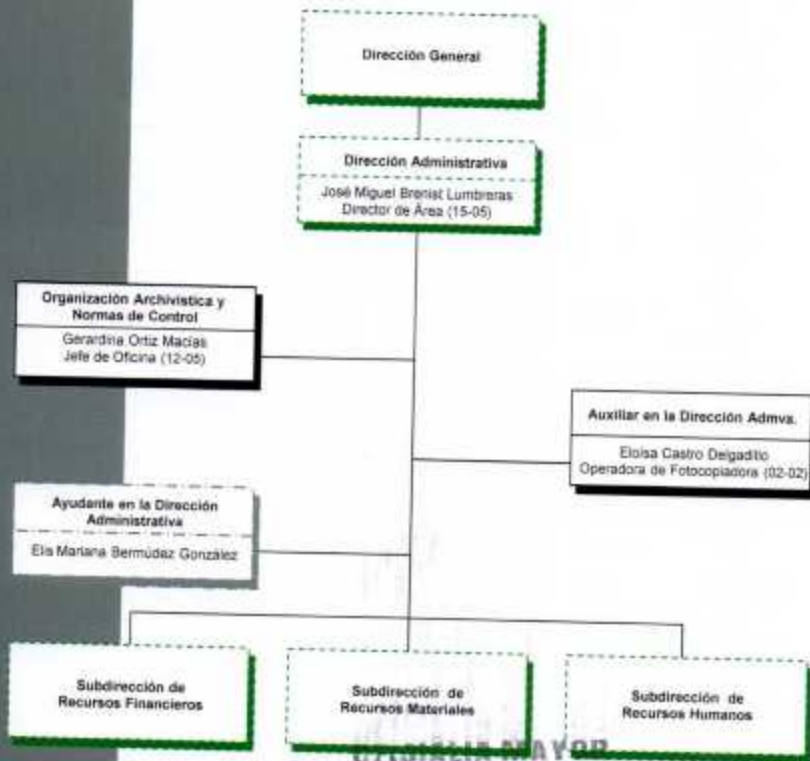 Dirección General
Dirección Administrativa
José Miguel Brenist Lumbreras
Director de Área (15-05)
Organización Archivística y
Normas de Control
Gerardina Ortiz Macías
Jefe de Oficina (12-05)
Auxiliar en la Dirección Admva.
Eloísa Castro Delgadillo
Operadora de Fotocopiadora (02-02)
Ayudante en la Dirección
Administrativa
Elis Mariana Bermúdez González
Subdirección de
Recursos Financieros
Subdirección de
Recursos Materiales
Subdirección de
Recursos Humanos
MAYOR